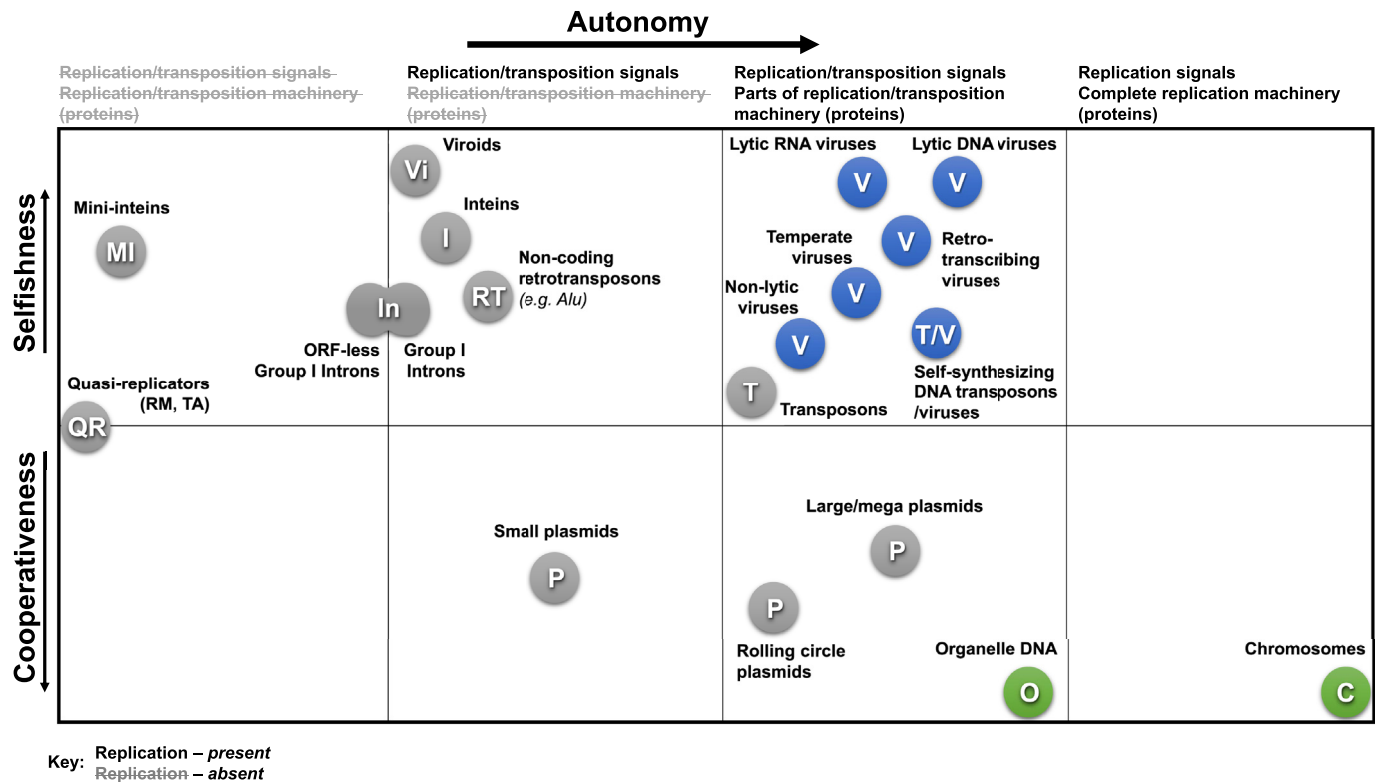 Autonomy
Replication/transposition signals
Replication/transposition machinery
(proteins)
Replication/transposition signals
Replication/transposition machinery
(proteins)
Replication/transposition signals
Parts of replication/transposition
machinery (proteins)
Replication signals
Complete replication machinery
(proteins)
Selfishness
Cooperativeness
Mini-inteins
MI
Quasi-replicators
(RM, TA)
QR
Viroids
Vi
Inteins
I
Non-coding
retrotransposons
(e.g. Alu)
RT
In
ORF-less
Group I Introns
Group I
Introns
Lytic RNA viruses
V
Lytic DNA viruses
V
Temperate
viruses
V
Retro-
transcribing
viruses
V
Non-lytic
viruses
V
T/V
Self-synthesizing
DNA transposons
/viruses
T
Transposons
Small plasmids
P
Large/mega plasmids
P
P
Rolling circle
plasmids
Organelle DNA
O
Chromosomes
C
Key: Replication – present
Replication – absent